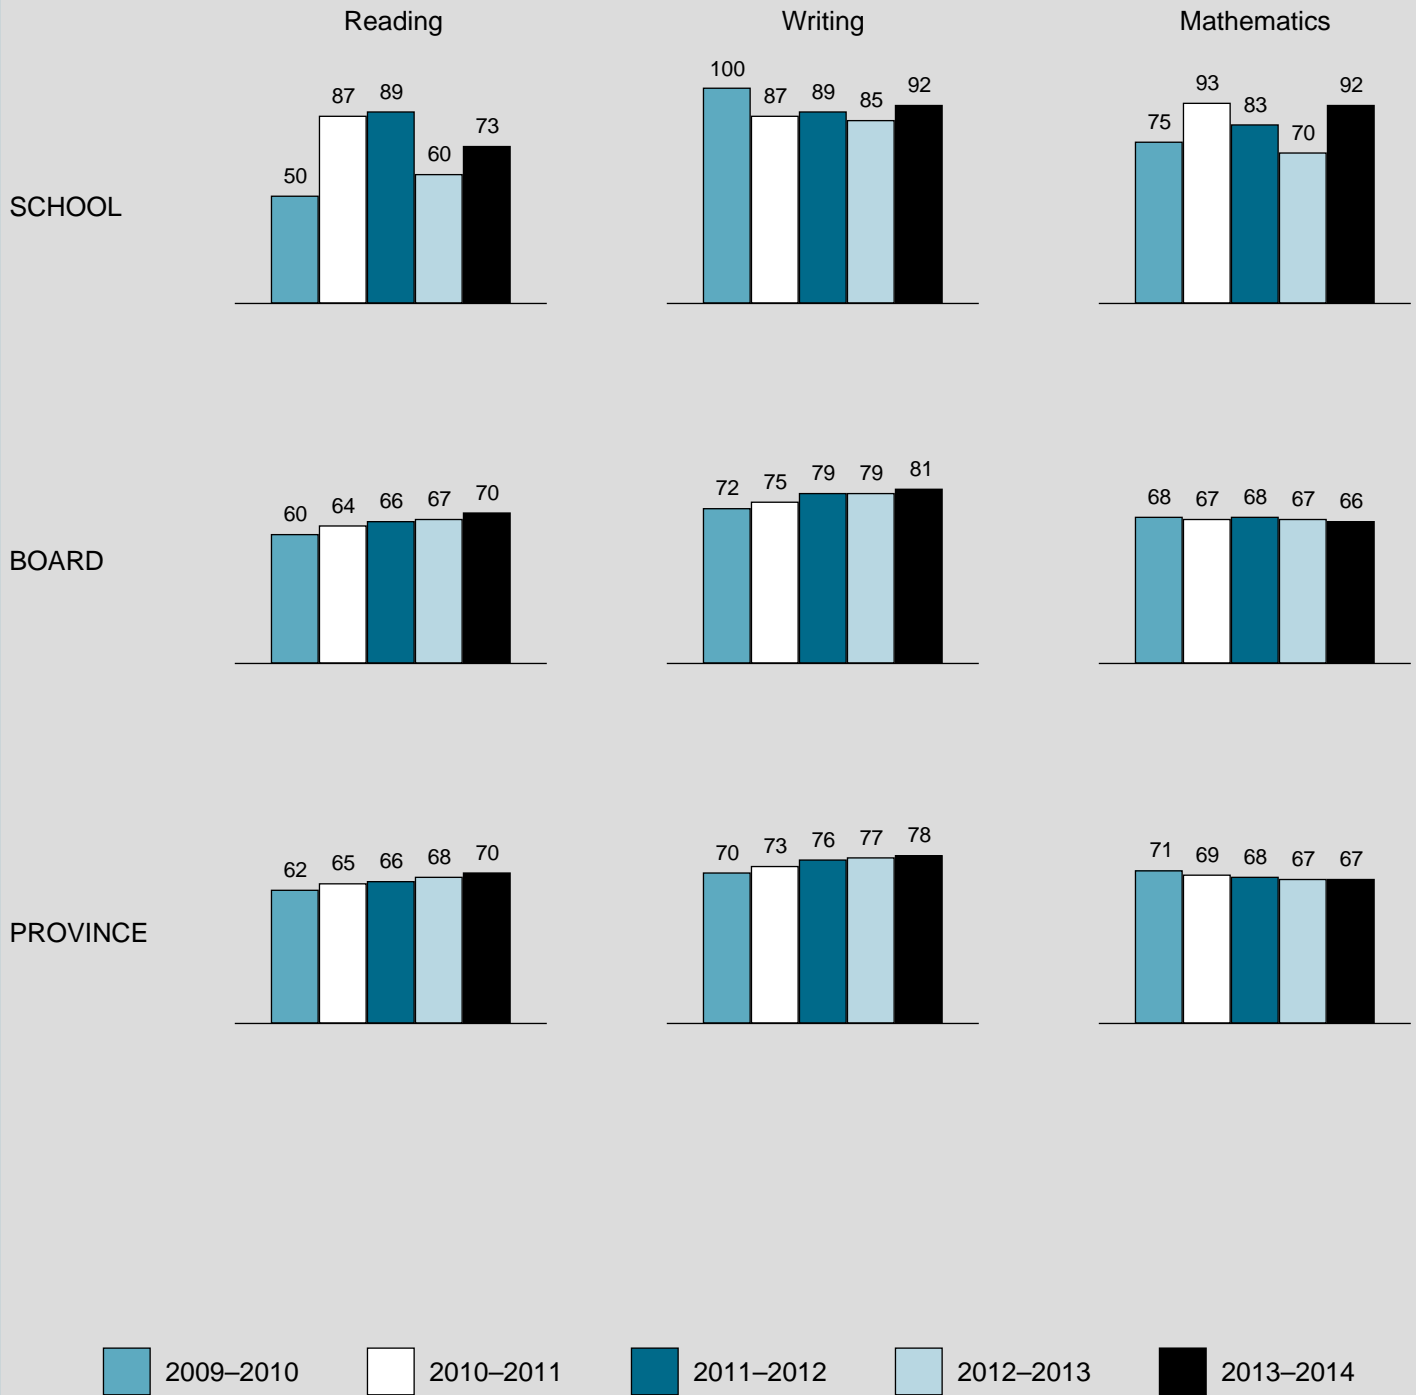 Reading Writing Mathematics
50 87 89 60 73 100 87 89 85 92 75 93 83 70 92
SCHOOL
60 64 66 67 70 72 75 79 79 81 68 67 68 67 66
BOARD
62 65 66 68 70 70 73 76 77 78 71 69 68 67 67
PROVINCE
2009–2010 2010–2011 2011–2012 2012–2013 2013–2014